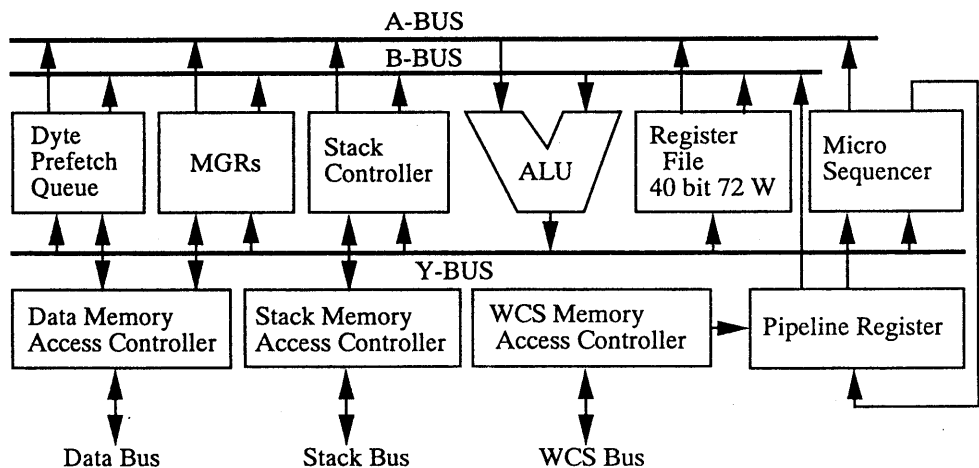 A-BUS
B-BUS
Dyte
Prefetch
Queue
MGRs
Stack
Controller
ALU
Register
File
40 bit 72 W
Micro
Sequencer
Y-BUS
Data Memory
Access Controller
Stack Memory
Access Controller
WCS Memory
Access Controller
Pipeline Register
Data Bus
Stack Bus
WCS Bus